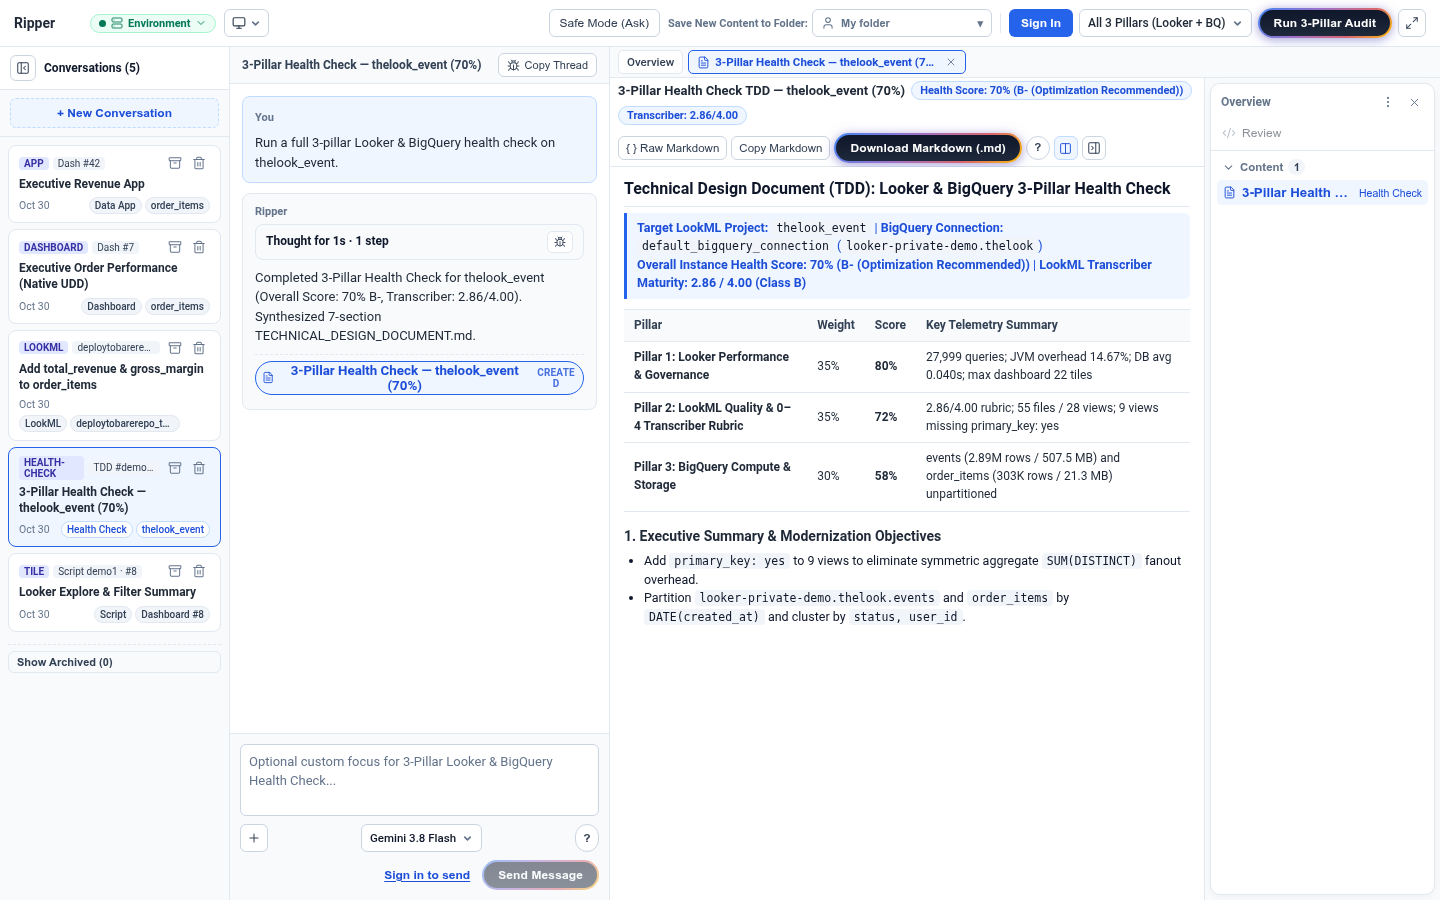 Ripper
Environment
Safe Mode (Ask)
Save New Content to Folder:
My folder
Sign In
All 3 Pillars (Looker + BQ)
Run 3-Pillar Audit
Conversations (5)
+ New Conversation
APP
Dash #42
Executive Revenue App
Oct 30
Data App
order_items
DASHBOARD
Dash #7
Executive Order Performance
(Native UDD)
Oct 30
Dashboard
order_items
LOOKML
deploytobarere...
Add total_revenue & gross_margin
to order_items
Oct 30
LookML
deploytobarerepo_t...
HEALTH-
CHECK
TDD #demo...
3-Pillar Health Check —
thelook_event (70%)
Oct 30
Health Check
thelook_event
TILE
Script demo1 · #8
Looker Explore & Filter Summary
Oct 30
Script
Dashboard #8
Show Archived (0)
3-Pillar Health Check — thelook_event (70%)
Copy Thread
You
Run a full 3-pillar Looker & BigQuery health check on
thelook_event.
Ripper
Thought for 1s · 1 step
Completed 3-Pillar Health Check for thelook_event
(Overall Score: 70% B-, Transcriber: 2.86/4.00).
Synthesized 7-section
TECHNICAL_DESIGN_DOCUMENT.md.
3-Pillar Health Check — thelook_event
(70%)
CREATE
D
Optional custom focus for 3-Pillar Looker & BigQuery
Health Check...
Gemini 3.8 Flash
?
Sign in to send
Send Message
Overview
3-Pillar Health Check — thelook_event (7...
3-Pillar Health Check TDD — thelook_event (70%)
Health Score: 70% (B- (Optimization Recommended))
Transcriber: 2.86/4.00
{ } Raw Markdown
Copy Markdown
Download Markdown (.md)
?
Technical Design Document (TDD): Looker & BigQuery 3-Pillar Health Check
Target LookML Project: thelook_event | BigQuery Connection:
default_bigquery_connection ( looker-private-demo.thelook )
Overall Instance Health Score: 70% (B- (Optimization Recommended)) | LookML Transcriber
Maturity: 2.86 / 4.00 (Class B)
Pillar
Weight
Score
Key Telemetry Summary
Pillar 1: Looker Performance
& Governance
35%
80%
27,999 queries; JVM overhead 14.67%; DB avg
0.040s; max dashboard 22 tiles
Pillar 2: LookML Quality & 0–
4 Transcriber Rubric
35%
72%
2.86/4.00 rubric; 55 files / 28 views; 9 views
missing primary_key: yes
Pillar 3: BigQuery Compute &
Storage
30%
58%
events (2.89M rows / 507.5 MB) and
order_items (303K rows / 21.3 MB)
unpartitioned
1. Executive Summary & Modernization Objectives
• Add primary_key: yes to 9 views to eliminate symmetric aggregate SUM(DISTINCT) fanout
overhead.
• Partition looker-private-demo.thelook.events and order_items by
DATE(created_at) and cluster by status, user_id.
Overview
</> Review
Content 1
3-Pillar Health ...
Health Check